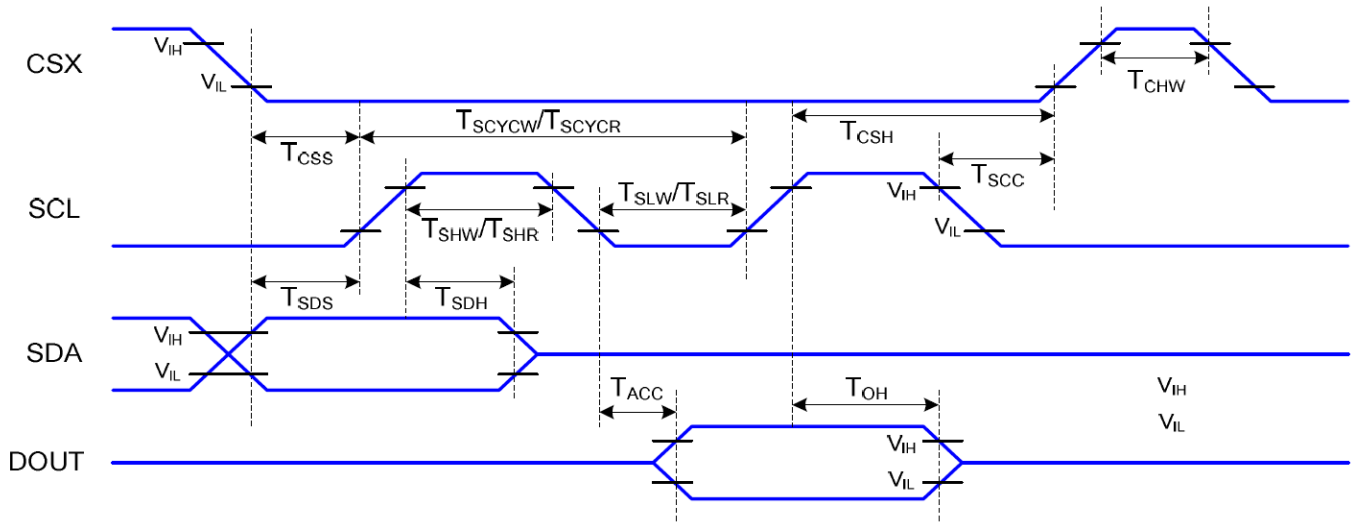 CSX
VIH
VIL
TCHW
TSCYCW/TSCYCR
TCSS
TCSH
TSCC
SCL
TSHW/TSHR
TSLW/TSLR
VIH
VIL
TSDS
TSDH
SDA
VIH
VIL
TACC
TOH
VIH
VIL
DOUT
VIH
VIL